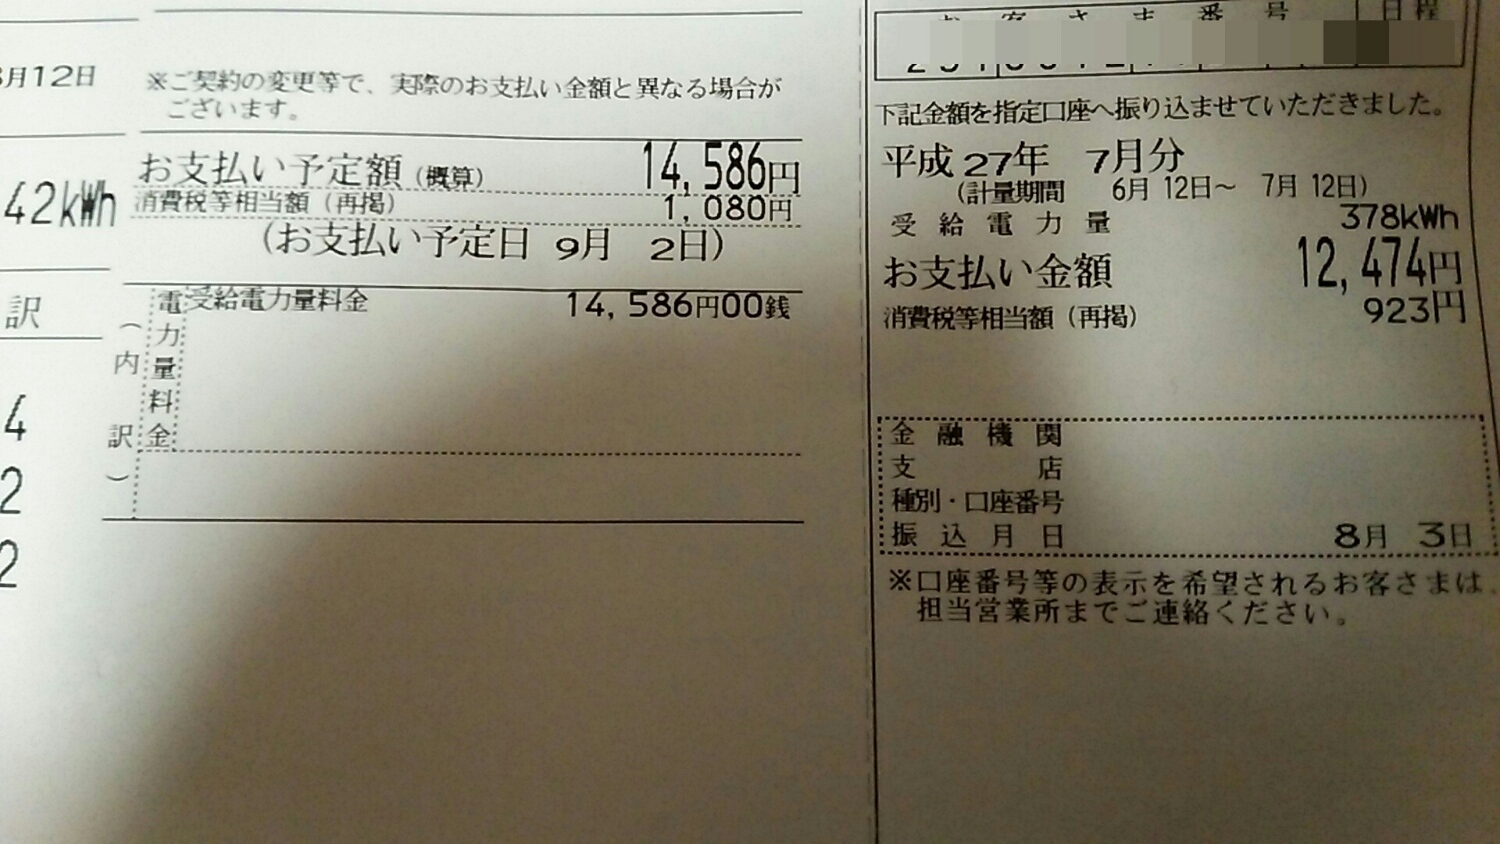 月12日
※ご契約の変更等で、実際のお支払い金額と異なる場合が
ございます。
お支払い予定額(概算) 14,586円
42kWh
消費税等相当額(再掲) 1,080円
(お支払い予定日 9月 2日)
訳
(内訳)
電力量料金
受給電力量料金 14,586円00銭
4
2
2
お客さま番号
日程
下記金額を指定口座へ振り込ませていただきました。
平成27年 7月分
(計量期間 6月12日~ 7月12日)
受給電力量 378kWh
お支払い金額 12,474円
消費税等相当額(再掲) 923円
金融機関
支店
種別・口座番号
振込月日 8月 3日
※口座番号等の表示を希望されるお客さまは、
担当営業所までご連絡ください。